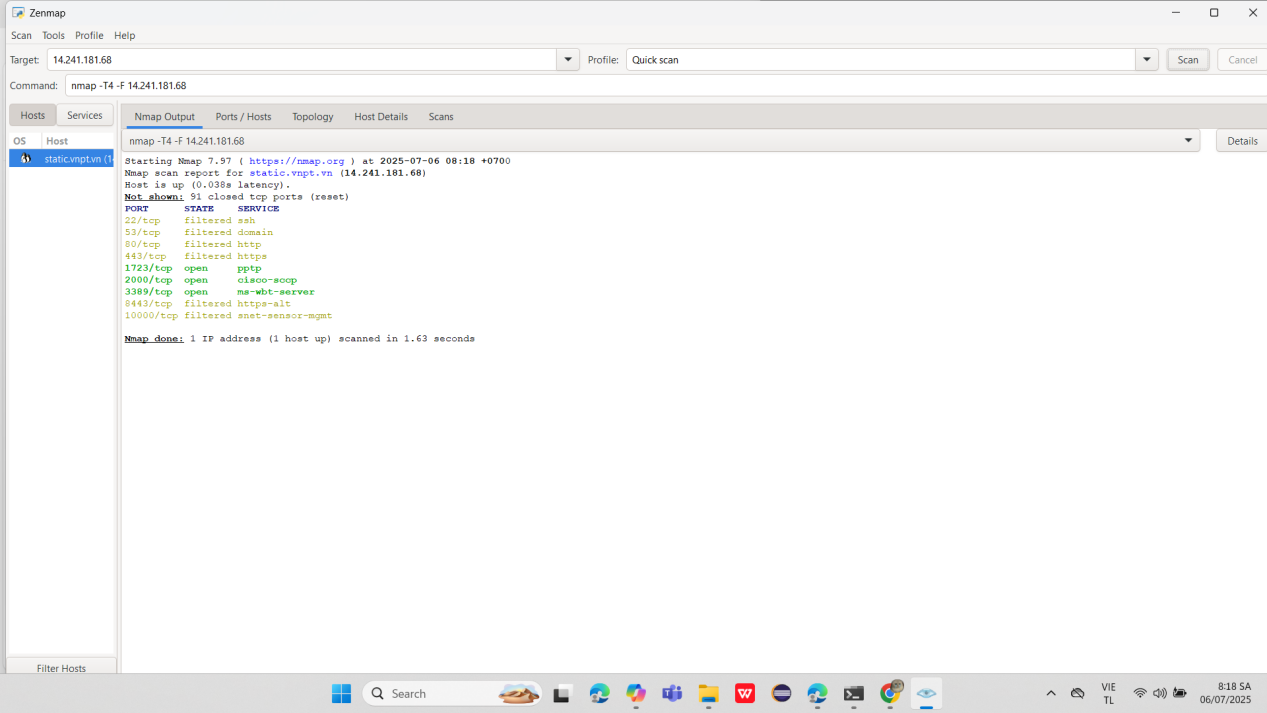 Zenmap
Scan Tools Profile Help
Target: 14.241.181.68 Profile: Quick scan Scan Cancel
Command: nmap -T4 -F 14.241.181.68
Hosts Services Nmap Output Ports / Hosts Topology Host Details Scans
OS Host nmap -T4 -F 14.241.181.68 Details
static.vnpt.vn (14
Starting Nmap 7.97 ( https://nmap.org ) at 2025-07-06 08:18 +0700
Nmap scan report for static.vnpt.vn (14.241.181.68)
Host is up (0.038s latency).
Not shown: 91 closed tcp ports (reset)
PORT STATE SERVICE
22/tcp filtered ssh
53/tcp filtered domain
80/tcp filtered http
443/tcp filtered https
1723/tcp open pptp
2000/tcp open cisco-sccp
3389/tcp open ms-wbt-server
8443/tcp filtered https-alt
10000/tcp filtered snet-sensor-mgmt
Nmap done: 1 IP address (1 host up) scanned in 1.63 seconds
Filter Hosts
Search
VIE
TL
8:18 SA
06/07/2025